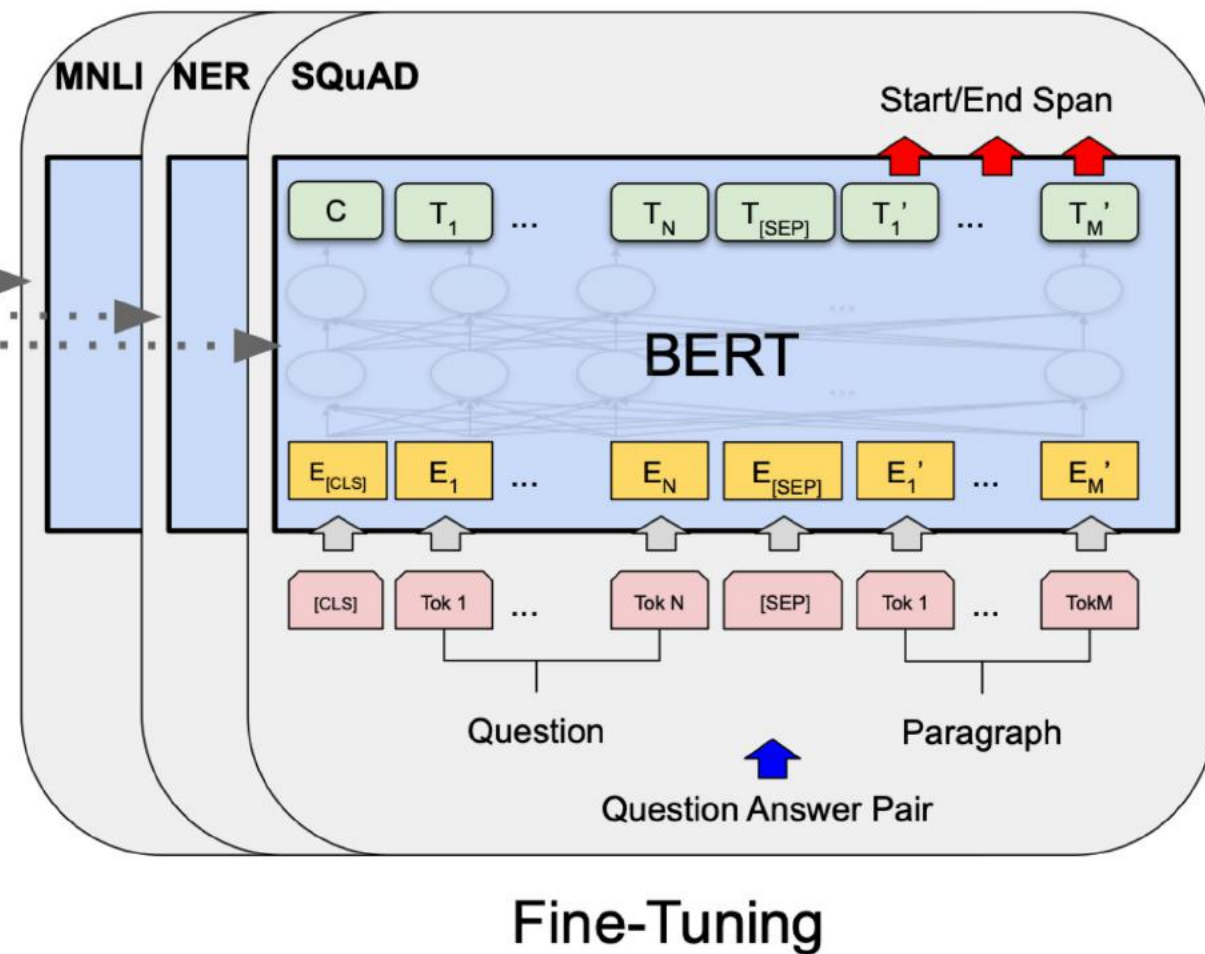 MNLI NER SQuAD
Start/End Span
C T1 ... TN T[SEP] T1’ ... TM’
...
BERT
...
E[CLS] E1 ... EN E[SEP] E1’ ... EM’
[CLS] Tok 1 ... Tok N [SEP] Tok 1 ... TokM
Question Paragraph
Question Answer Pair
Fine-Tuning